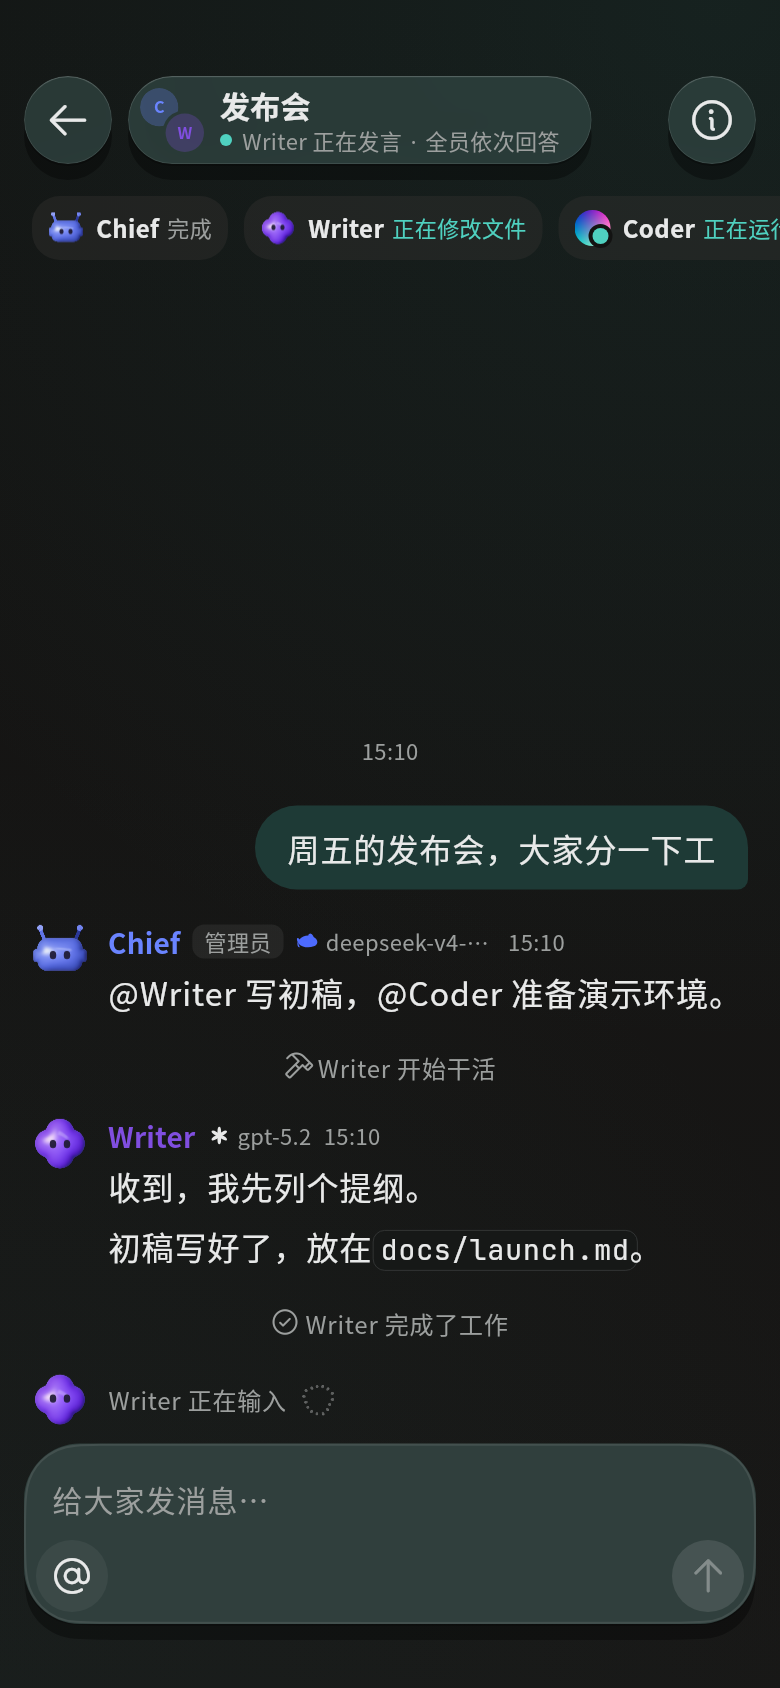 C
W
发布会
Writer 正在发言 · 全员依次回答
Chief 完成
Writer 正在修改文件
Coder 正在运行
15:10
周五的发布会，大家分一下工
Chief 管理员 deepseek-v4-··· 15:10
@Writer 写初稿，@Coder 准备演示环境。
Writer 开始干活
Writer gpt-5.2 15:10
收到，我先列个提纲。
初稿写好了，放在 docs/launch.md。
Writer 完成了工作
Writer 正在输入
给大家发消息···
@